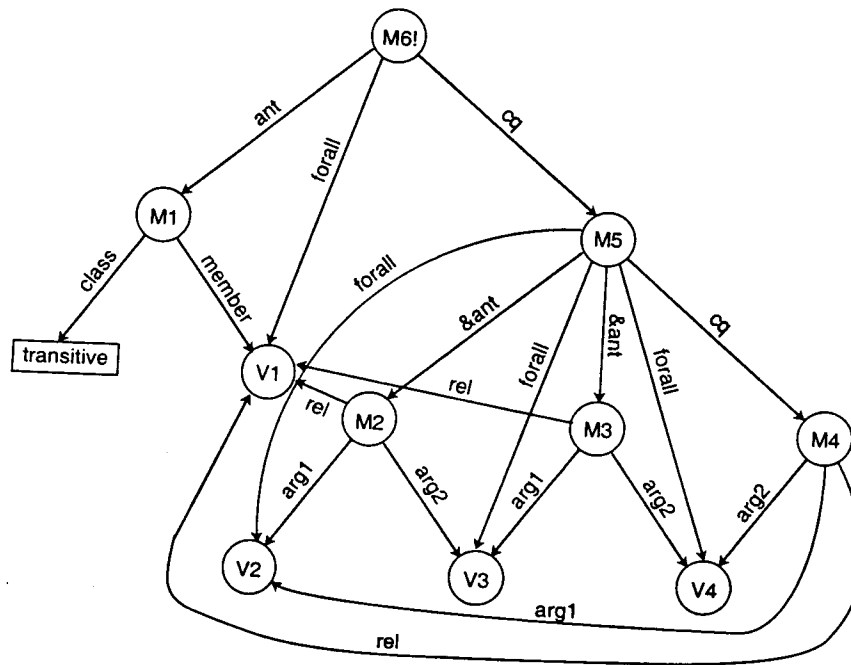 M6!
ant
forall
cq
M1
M5
class
member
forall
&ant
forall
&ant
forall
cq
transitive
V1
rel
rel
M2
M3
M4
arg1
arg2
arg1
arg2
arg2
V2
V3
V4
arg1
rel